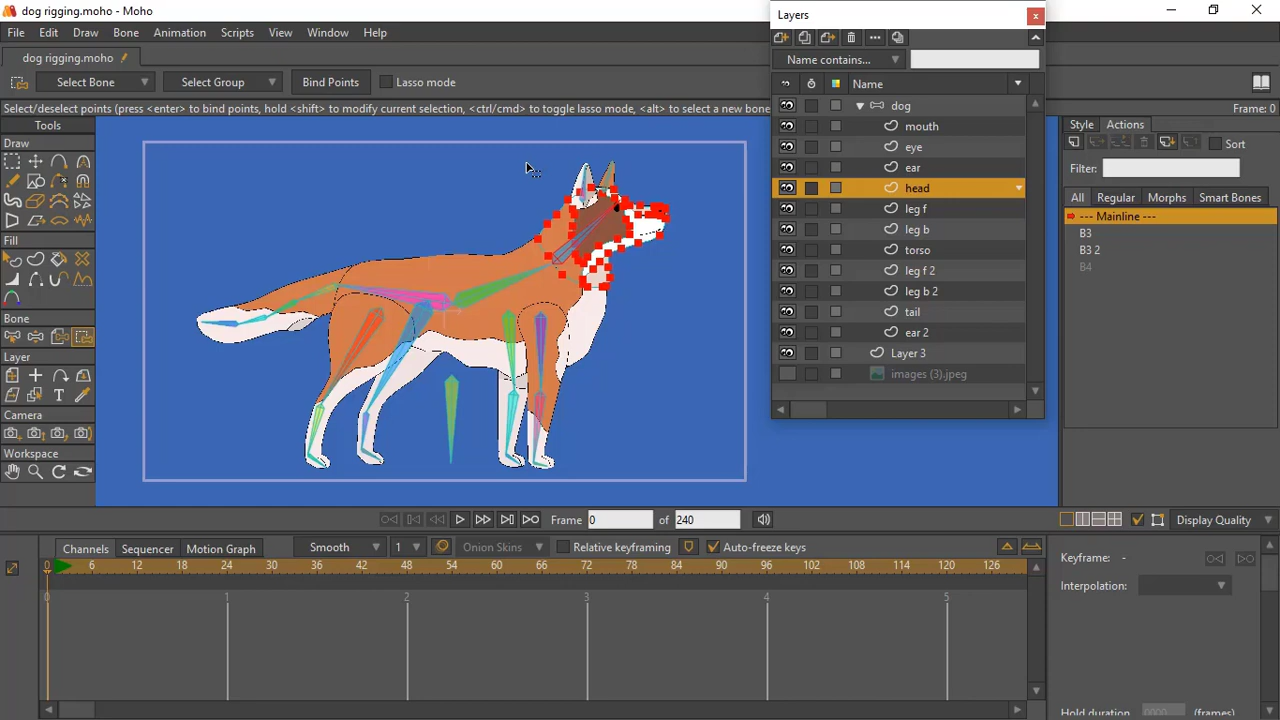 dog rigging.moho - Moho
Layers x
File Edit Draw Bone Animation Scripts View Window Help
dog rigging.moho
Name contains...
Select Bone Select Group Bind Points Lasso mode
Name
Select/deselect points (press <enter> to bind points, hold <shift> to modify current selection, <ctrl/cmd> to toggle lasso mode, <alt> to select a new bone
Frame: 0
Tools
Style Actions
Draw
Sort
Filter:
All Regular Morphs Smart Bones
--- Mainline ---
B3
B3 2
B4
dog
mouth
eye
ear
head
leg f
leg b
torso
leg f 2
leg b 2
tail
ear 2
Layer 3
images (3).jpeg
Fill
Bone
Layer
Camera
Workspace
Frame 0 of 240
Display Quality
Channels Sequencer Motion Graph Smooth 1 Onion Skins Relative keyframing Auto-freeze keys
Keyframe: -
0 6 12 18 24 30 36 42 48 54 60 66 72 78 84 90 96 102 108 114 120 126
Interpolation:
0 1 2 3 4 5
Hold duration 0000 (frames)